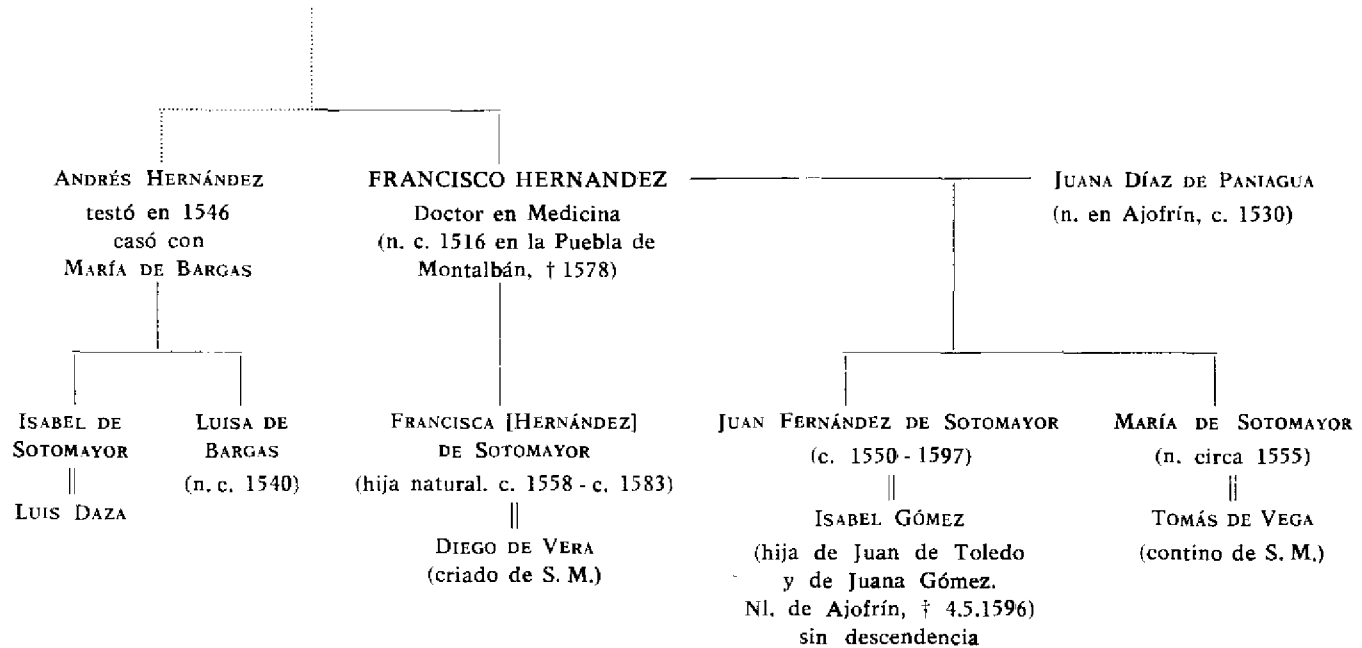 ANDRÉS HERNÁNDEZ
testó en 1546
casó con
MARÍA DE BARGAS
FRANCISCO HERNANDEZ
Doctor en Medicina
(n. c. 1516 en la Puebla de
Montalbán, † 1578)
JUANA DÍAZ DE PANIAGUA
(n. en Ajofrín, c. 1530)
ISABEL DE
SOTOMAYOR
||
LUIS DAZA
LUISA DE
BARGAS
(n. c. 1540)
FRANCISCA [HERNÁNDEZ]
DE SOTOMAYOR
(hija natural. c. 1558 - c. 1583)
||
DIEGO DE VERA
(criado de S. M.)
JUAN FERNÁNDEZ DE SOTOMAYOR
(c. 1550 - 1597)
||
ISABEL GÓMEZ
(hija de Juan de Toledo
y de Juana Gómez.
Nl. de Ajofrín, † 4.5.1596)
sin descendencia
MARÍA DE SOTOMAYOR
(n. circa 1555)
||
TOMÁS DE VEGA
(contino de S. M.)